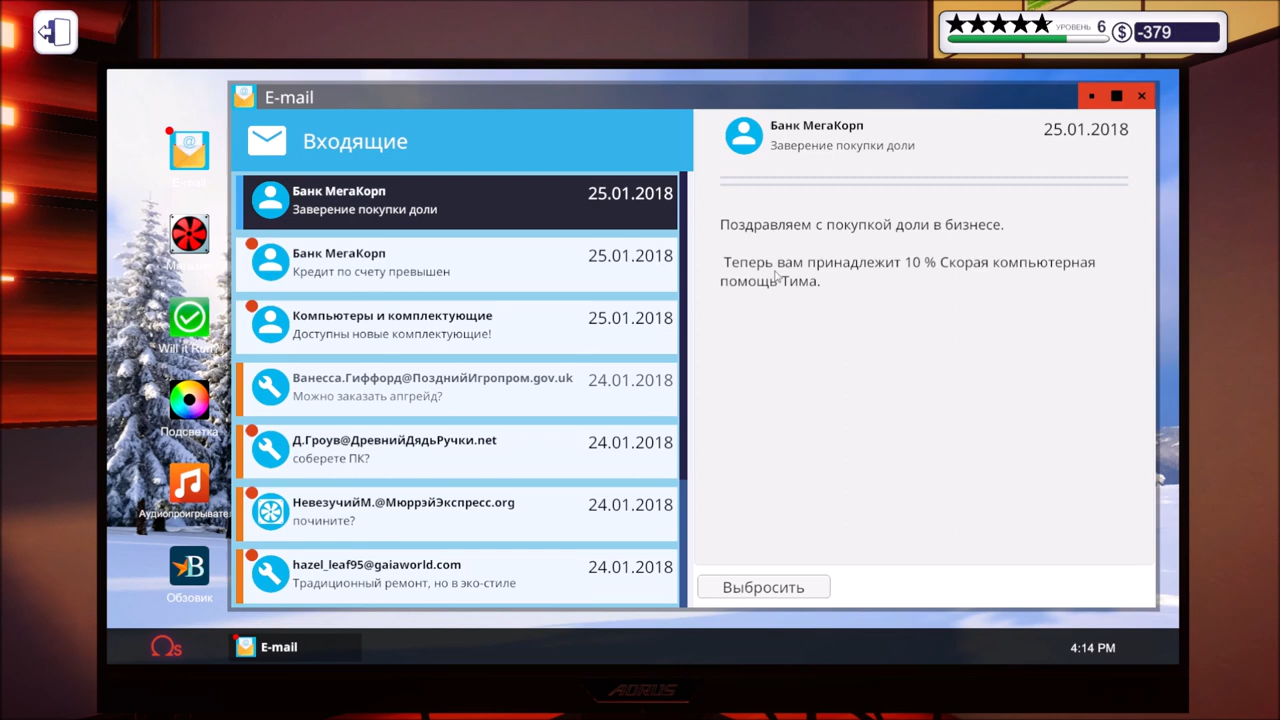 УРОВЕНЬ 6
$ -379
E-mail
Входящие
Банк МегаКорп
25.01.2018
Заверение покупки доли
Банк МегаКорп
25.01.2018
Кредит по счету превышен
Компьютеры и комплектующие
25.01.2018
Доступны новые комплектующие!
Ванесса.Гиффорд@ПозднийИгропром.gov.uk
24.01.2018
Можно заказать апгрейд?
Д.Гроув@ДревнийДядьРучки.net
24.01.2018
соберете ПК?
НевезучийМ.@МюррэйЭкспресс.org
24.01.2018
почините?
hazel_leaf95@gaiaworld.com
24.01.2018
Традиционный ремонт, но в эко-стиле
Банк МегаКорп
25.01.2018
Заверение покупки доли
Поздравляем с покупкой доли в бизнесе.
Теперь вам принадлежит 10 % Скорая компьютерная
помощь Тима.
Выбросить
E-mail
Will it Run?
Подсветка
Аудиопроигрывате
B
Обзовик
Ωs
E-mail
4:14 PM
AORUS